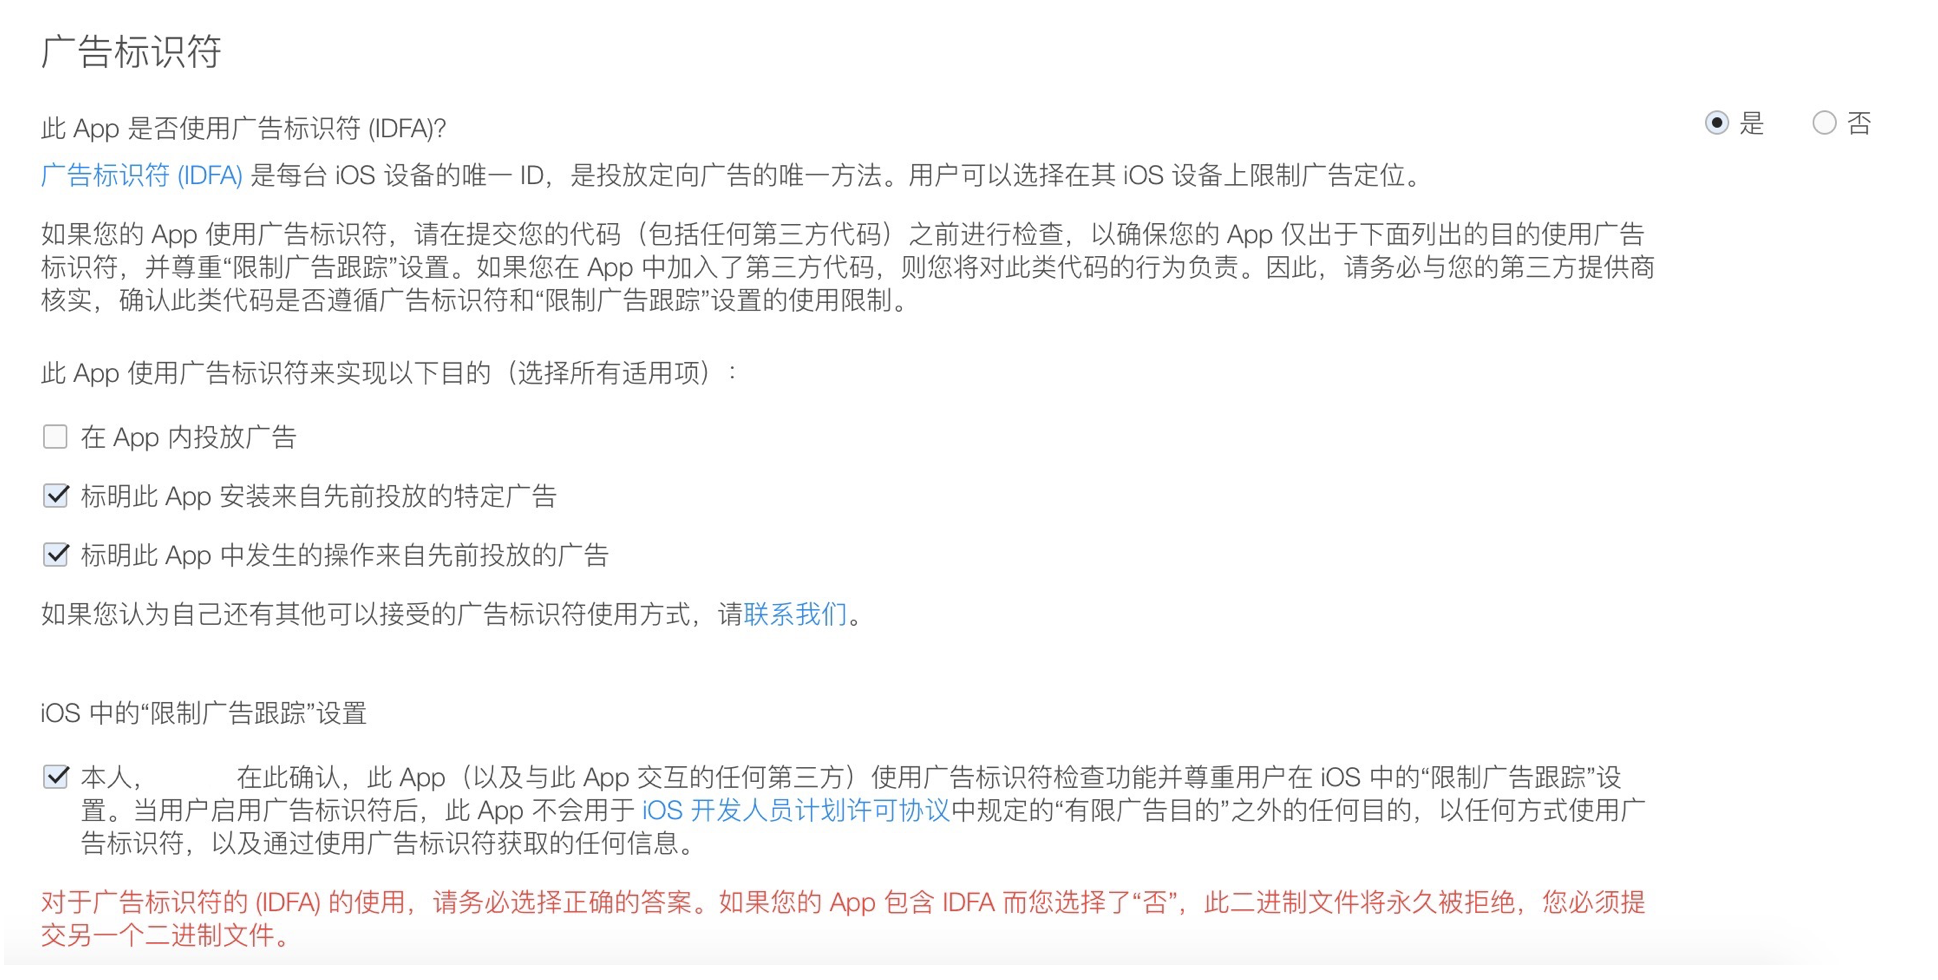 广告标识符
此 App 是否使用广告标识符 (IDFA)?
是
否
广告标识符 (IDFA) 是每台 iOS 设备的唯一 ID，是投放定向广告的唯一方法。用户可以选择在其 iOS 设备上限制广告定位。
如果您的 App 使用广告标识符，请在提交您的代码（包括任何第三方代码）之前进行检查，以确保您的 App 仅出于下面列出的目的使用广告
标识符，并尊重“限制广告跟踪”设置。如果您在 App 中加入了第三方代码，则您将对此类代码的行为负责。因此，请务必与您的第三方提供商
核实，确认此类代码是否遵循广告标识符和“限制广告跟踪”设置的使用限制。
此 App 使用广告标识符来实现以下目的（选择所有适用项）：
在 App 内投放广告
标明此 App 安装来自先前投放的特定广告
标明此 App 中发生的操作来自先前投放的广告
如果您认为自己还有其他可以接受的广告标识符使用方式，请联系我们。
iOS 中的“限制广告跟踪”设置
本人， 在此确认，此 App（以及与此 App 交互的任何第三方）使用广告标识符检查功能并尊重用户在 iOS 中的“限制广告跟踪”设
置。当用户启用广告标识符后，此 App 不会用于 iOS 开发人员计划许可协议中规定的“有限广告目的”之外的任何目的，以任何方式使用广
告标识符，以及通过使用广告标识符获取的任何信息。
对于广告标识符的 (IDFA) 的使用，请务必选择正确的答案。如果您的 App 包含 IDFA 而您选择了“否”，此二进制文件将永久被拒绝，您必须提
交另一个二进制文件。